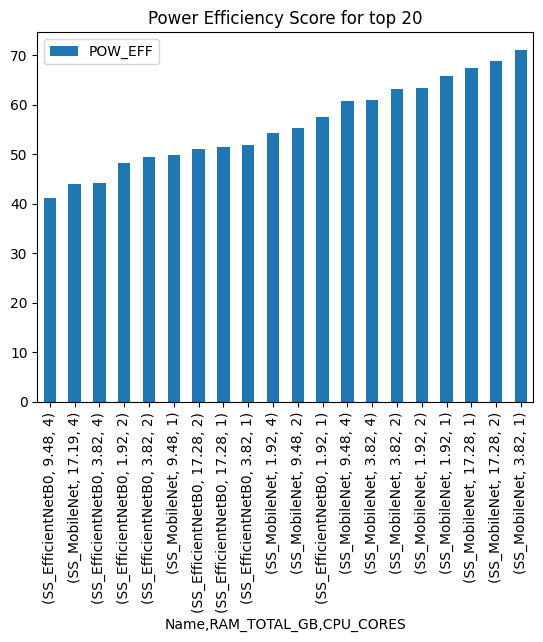 Power Efficiency Score for top 20
POW_EFF
70
60
50
40
30
20
10
0
(SS_EfficientNetB0, 9.48, 4)
(SS_MobileNet, 17.19, 4)
(SS_EfficientNetB0, 3.82, 4)
(SS_EfficientNetB0, 1.92, 2)
(SS_EfficientNetB0, 3.82, 2)
(SS_MobileNet, 9.48, 1)
(SS_EfficientNetB0, 17.28, 2)
(SS_EfficientNetB0, 17.28, 1)
(SS_EfficientNetB0, 3.82, 1)
(SS_MobileNet, 1.92, 4)
(SS_MobileNet, 9.48, 2)
(SS_EfficientNetB0, 1.92, 1)
(SS_MobileNet, 9.48, 4)
(SS_MobileNet, 3.82, 4)
(SS_MobileNet, 3.82, 2)
(SS_MobileNet, 1.92, 2)
(SS_MobileNet, 1.92, 1)
(SS_MobileNet, 17.28, 1)
(SS_MobileNet, 17.28, 2)
(SS_MobileNet, 3.82, 1)
Name,RAM_TOTAL_GB,CPU_CORES